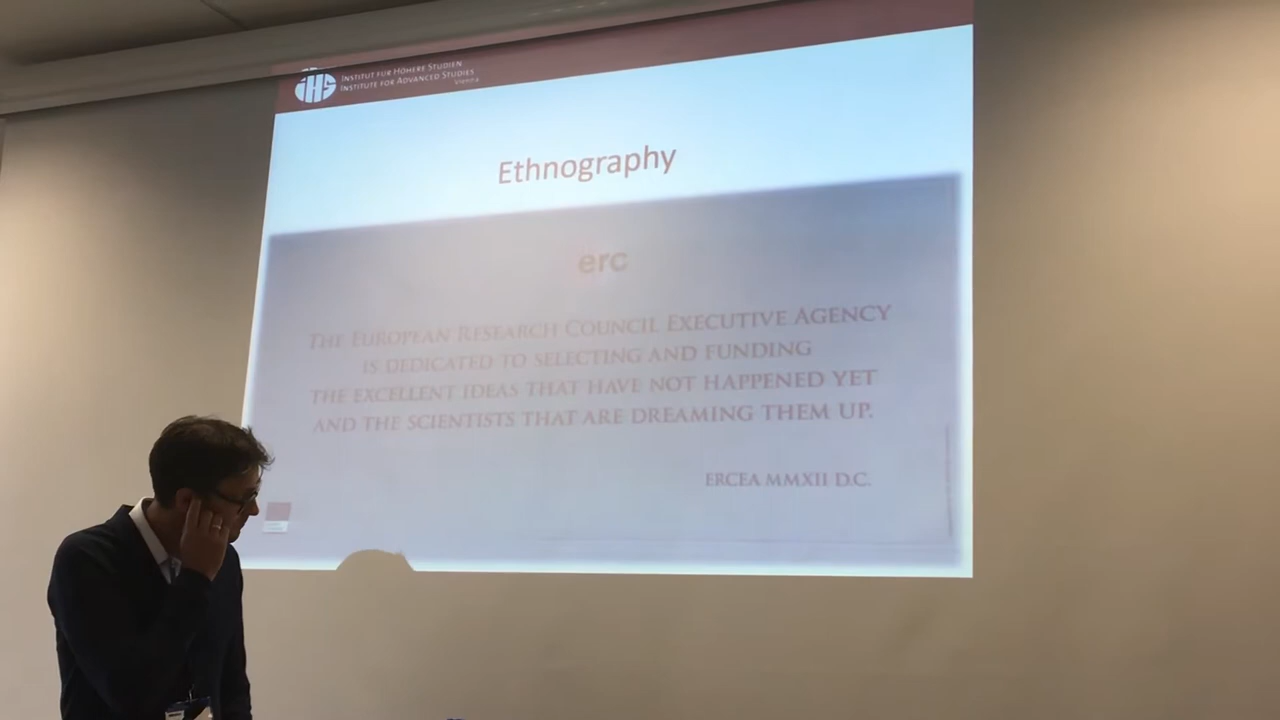 iHS
INSTITUT FÜR HÖHERE STUDIEN
INSTITUTE FOR ADVANCED STUDIES
Vienna
Ethnography
erc
THE EUROPEAN RESEARCH COUNCIL EXECUTIVE AGENCY
IS DEDICATED TO SELECTING AND FUNDING
THE EXCELLENT IDEAS THAT HAVE NOT HAPPENED YET
AND THE SCIENTISTS THAT ARE DREAMING THEM UP.
ERCEA MMXII D.C.